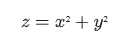 z = x² + y²